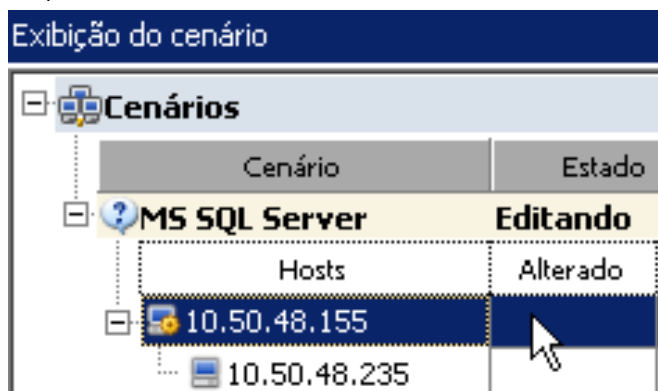 Exibição do cenário
Cenários
Cenário Estado
MS SQL Server Editando
Hosts Alterado
10.50.48.155
10.50.48.235